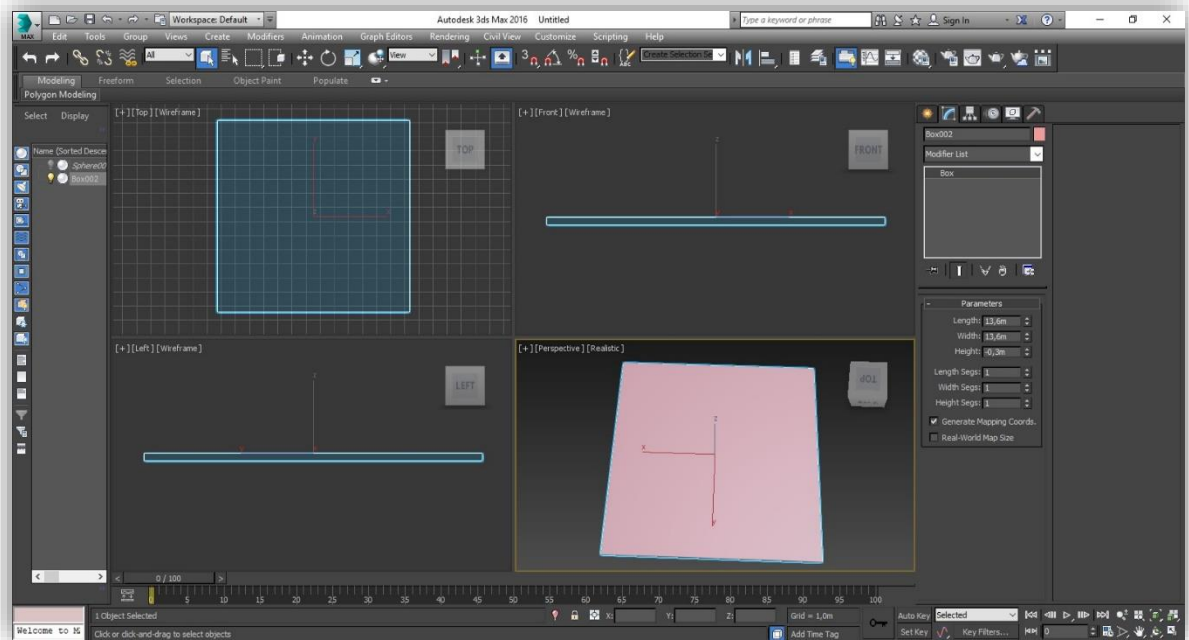 Workspace: Default
Autodesk 3ds Max 2016 Untitled
Type a keyword or phrase
Sign In
MAX
Edit Tools Group Views Create Modifiers Animation Graph Editors Rendering Civil View Customize Scripting Help
All
View
Create Selection Se
Modeling Freeform Selection Object Paint Populate
Polygon Modeling
Select Display
Name (Sorted Descen
Sphere00
Box002
[+] [Top] [Wireframe]
TOP
[+] [Front] [Wireframe]
FRONT
[+] [Left] [Wireframe]
LEFT
[+] [Perspective] [Realistic]
TOP
Box002
Modifier List
Box
Parameters
Length: 13,6m
Width: 13,6m
Height: -0,3m
Length Segs: 1
Width Segs: 1
Height Segs: 1
Generate Mapping Coords.
Real-World Map Size
0 / 100
0 5 10 15 20 25 30 35 40 45 50 55 60 65 70 75 80 85 90 95 100
1 Object Selected
X: Y: Z:
Grid = 1,0m
Auto Key Selected
Welcome to M
Click or click-and-drag to select objects
Add Time Tag
Set Key Key Filters...
0